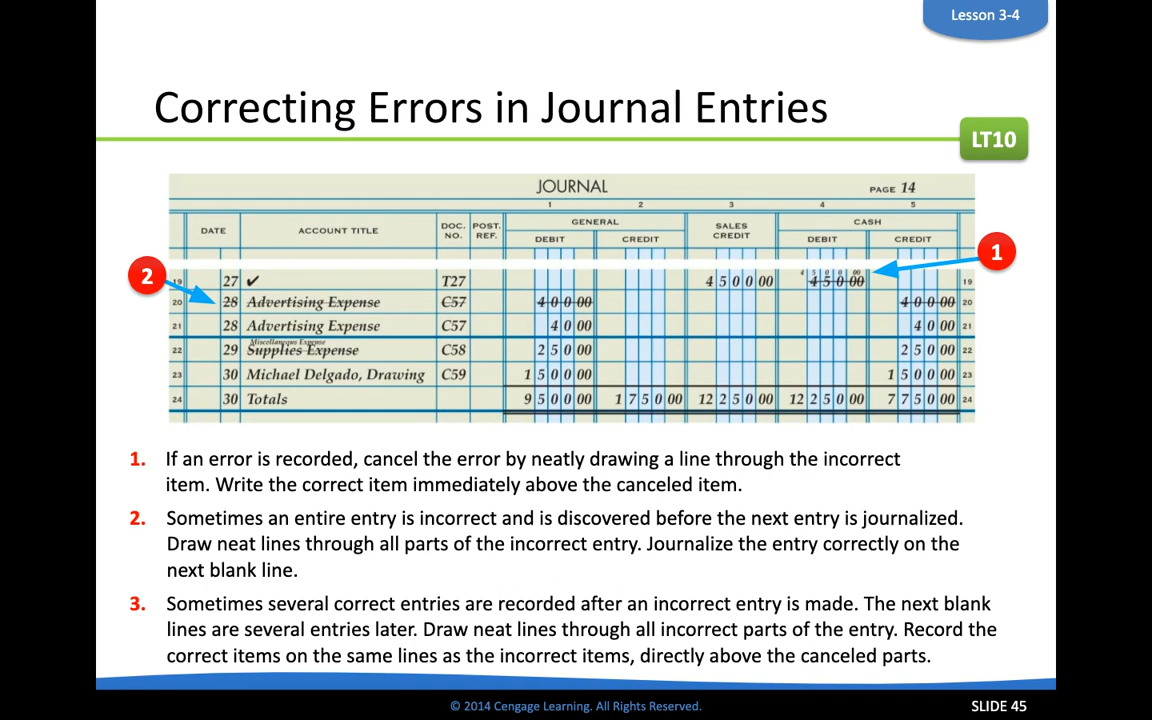 Lesson 3-4
Correcting Errors in Journal Entries
LT10
JOURNAL PAGE 14
1 2 3 4 5
DATE ACCOUNT TITLE DOC. NO. POST. REF. GENERAL DEBIT CREDIT SALES CREDIT CASH DEBIT CREDIT
1
2
4 5 0 0 00
19 27 ✔ T27 4 5 0 0 00 4 5 0 00 19
20 28 Advertising Expense C57 4 0 0 00 4 0 0 00 20
21 28 Advertising Expense C57 4 0 00 4 0 00 21
Miscellaneous Expense
22 29 Supplies Expense C58 2 5 0 00 2 5 0 00 22
23 30 Michael Delgado, Drawing C59 1 5 0 0 00 1 5 0 0 00 23
24 30 Totals 9 5 0 0 00 1 7 5 0 00 12 2 5 0 00 12 2 5 0 00 7 7 5 0 00 24
1. If an error is recorded, cancel the error by neatly drawing a line through the incorrect
item. Write the correct item immediately above the canceled item.
2. Sometimes an entire entry is incorrect and is discovered before the next entry is journalized.
Draw neat lines through all parts of the incorrect entry. Journalize the entry correctly on the
next blank line.
3. Sometimes several correct entries are recorded after an incorrect entry is made. The next blank
lines are several entries later. Draw neat lines through all incorrect parts of the entry. Record the
correct items on the same lines as the incorrect items, directly above the canceled parts.
© 2014 Cengage Learning. All Rights Reserved.
SLIDE 45